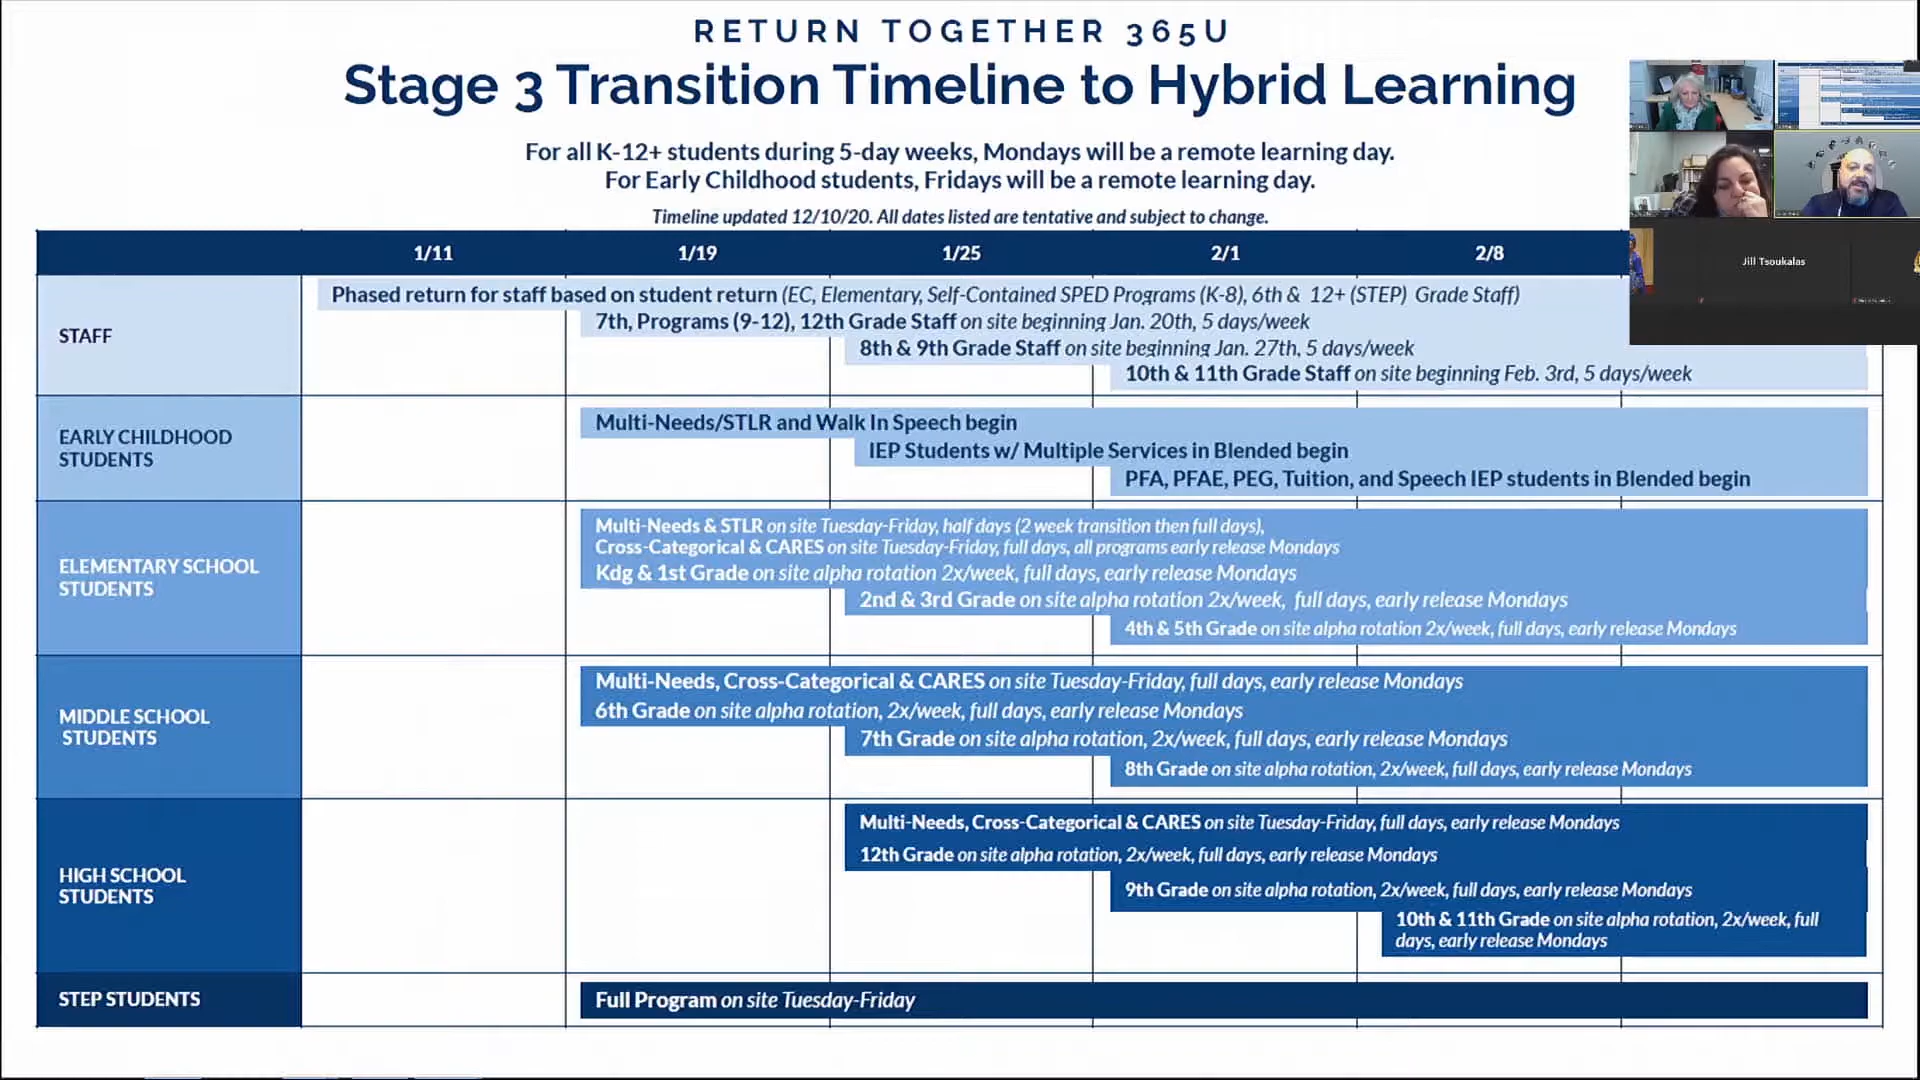 RETURN TOGETHER 365U
Stage 3 Transition Timeline to Hybrid Learning
For all K-12+ students during 5-day weeks, Mondays will be a remote learning day.
For Early Childhood students, Fridays will be a remote learning day.
Timeline updated 12/10/20. All dates listed are tentative and subject to change.
1/11 1/19 1/25 2/1 2/8
Jill Tsoukalas
STAFF
Phased return for staff based on student return (EC, Elementary, Self-Contained SPED Programs (K-8), 6th & 12+ (STEP) Grade Staff)
7th, Programs (9-12), 12th Grade Staff on site beginning Jan. 20th, 5 days/week
8th & 9th Grade Staff on site beginning Jan. 27th, 5 days/week
10th & 11th Grade Staff on site beginning Feb. 3rd, 5 days/week
EARLY CHILDHOOD
STUDENTS
Multi-Needs/STLR and Walk In Speech begin
IEP Students w/ Multiple Services in Blended begin
PFA, PFAE, PEG, Tuition, and Speech IEP students in Blended begin
ELEMENTARY SCHOOL
STUDENTS
Multi-Needs & STLR on site Tuesday-Friday, half days (2 week transition then full days),
Cross-Categorical & CARES on site Tuesday-Friday, full days, all programs early release Mondays
Kdg & 1st Grade on site alpha rotation 2x/week, full days, early release Mondays
2nd & 3rd Grade on site alpha rotation 2x/week, full days, early release Mondays
4th & 5th Grade on site alpha rotation 2x/week, full days, early release Mondays
MIDDLE SCHOOL
STUDENTS
Multi-Needs, Cross-Categorical & CARES on site Tuesday-Friday, full days, early release Mondays
6th Grade on site alpha rotation, 2x/week, full days, early release Mondays
7th Grade on site alpha rotation, 2x/week, full days, early release Mondays
8th Grade on site alpha rotation, 2x/week, full days, early release Mondays
HIGH SCHOOL
STUDENTS
Multi-Needs, Cross-Categorical & CARES on site Tuesday-Friday, full days, early release Mondays
12th Grade on site alpha rotation, 2x/week, full days, early release Mondays
9th Grade on site alpha rotation, 2x/week, full days, early release Mondays
10th & 11th Grade on site alpha rotation, 2x/week, full
days, early release Mondays
STEP STUDENTS
Full Program on site Tuesday-Friday